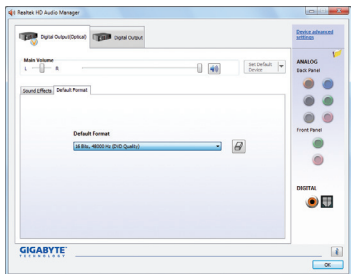 Realtek HD Audio Manager
Digital Output(Optical)
Digital Output
Device advanced
settings
Main Volume
L
R
Set Default
Device
Sound Effects
Default Format
Default Format
16 Bits, 48000 Hz (DVD Quality)
ANALOG
Back Panel
Front Panel
DIGITAL
GIGABYTE
TECHNOLOGY
i
OK